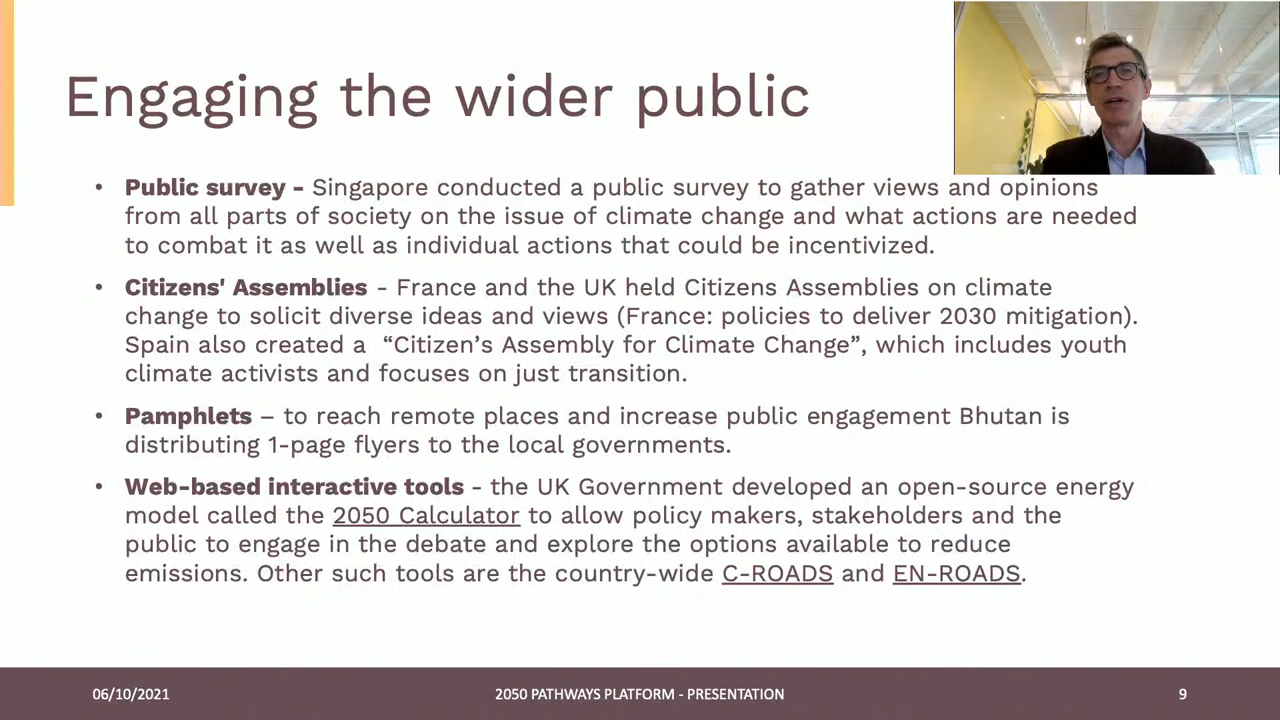 Engaging the wider public
• Public survey - Singapore conducted a public survey to gather views and opinions
from all parts of society on the issue of climate change and what actions are needed
to combat it as well as individual actions that could be incentivized.
• Citizens' Assemblies - France and the UK held Citizens Assemblies on climate
change to solicit diverse ideas and views (France: policies to deliver 2030 mitigation).
Spain also created a “Citizen’s Assembly for Climate Change”, which includes youth
climate activists and focuses on just transition.
• Pamphlets – to reach remote places and increase public engagement Bhutan is
distributing 1-page flyers to the local governments.
• Web-based interactive tools - the UK Government developed an open-source energy
model called the 2050 Calculator to allow policy makers, stakeholders and the
public to engage in the debate and explore the options available to reduce
emissions. Other such tools are the country-wide C-ROADS and EN-ROADS.
06/10/2021
2050 PATHWAYS PLATFORM - PRESENTATION
9